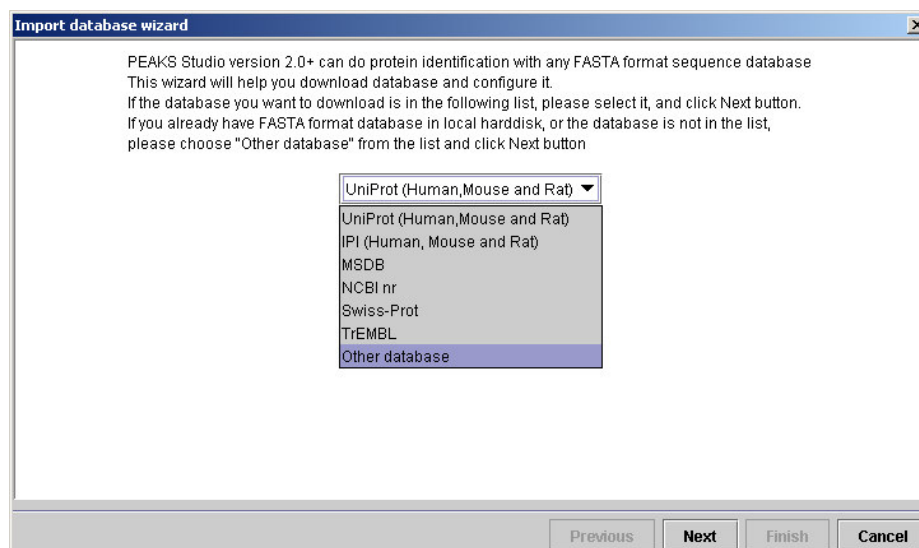 Import database wizard
PEAKS Studio version 2.0+ can do protein identification with any FASTA format sequence database
This wizard will help you download database and configure it.
If the database you want to download is in the following list, please select it, and click Next button.
If you already have FASTA format database in local harddisk, or the database is not in the list,
please choose "Other database" from the list and click Next button
UniProt (Human,Mouse and Rat)
UniProt (Human,Mouse and Rat)
IPI (Human, Mouse and Rat)
MSDB
NCBI nr
Swiss-Prot
TrEMBL
Other database
Previous Next Finish Cancel